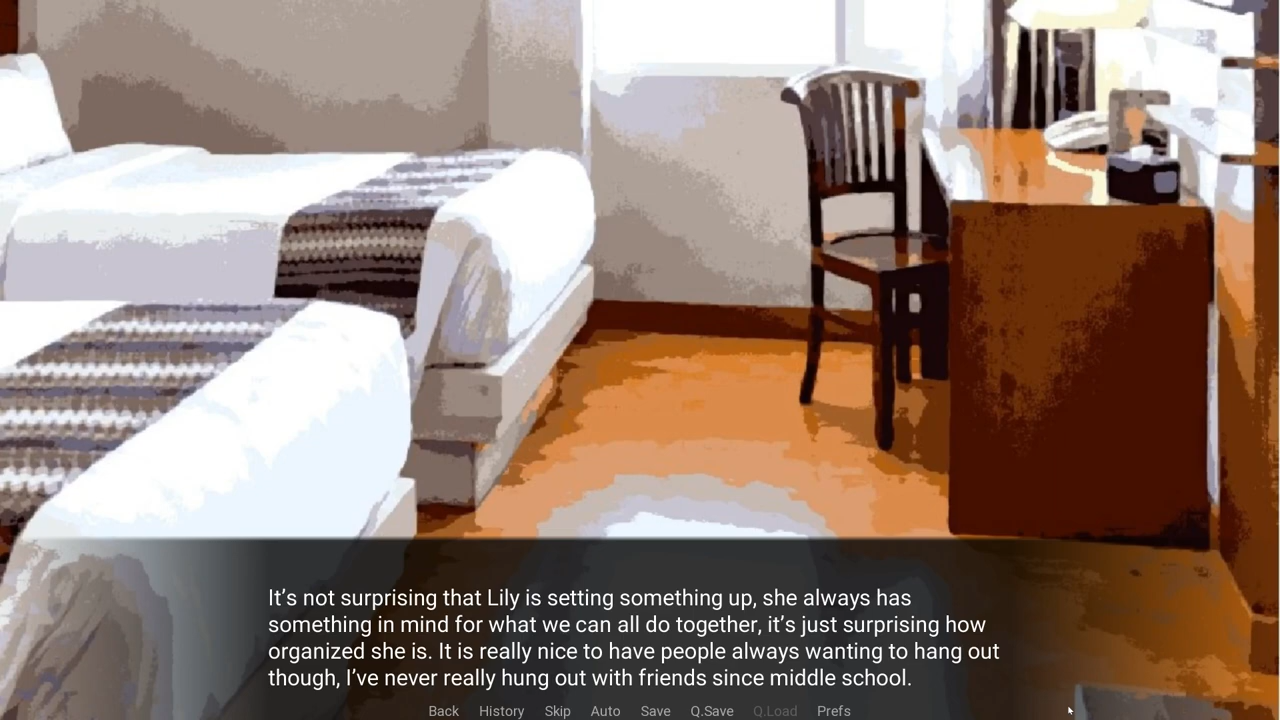 It’s not surprising that Lily is setting something up, she always has
something in mind for what we can all do together, it’s just surprising how
organized she is. It is really nice to have people always wanting to hang out
though, I’ve never really hung out with friends since middle school.
Back History Skip Auto Save Q.Save Q.Load Prefs